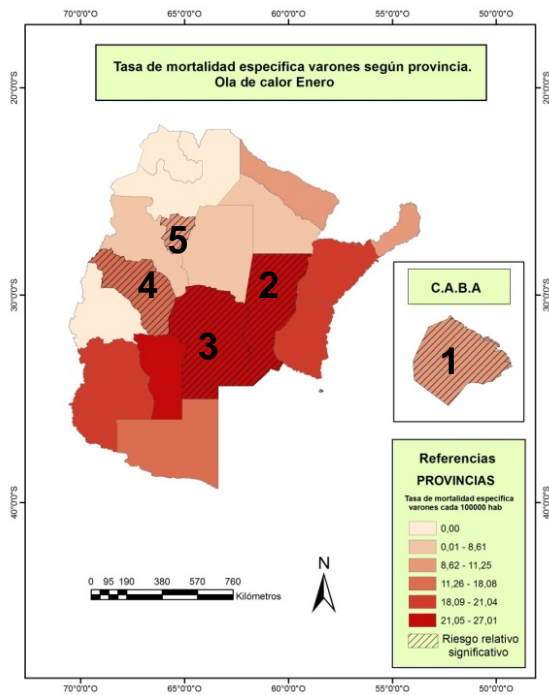 70°0'0"O 65°0'0"O 60°0'0"O 55°0'0"O 50°0'0"O
Tasa de mortalidad específica varones según provincia.
Ola de calor Enero
20°0'0"S
20°0'0"S
5
4
2
30°0'0"S
30°0'0"S
C.A.B.A
3
1
Referencias
PROVINCIAS
Tasa de mortalidad específica
varones cada 100000 hab
0,00
0,01 - 8,61
8,62 - 11,25
11,26 - 18,08
18,09 - 21,04
21,05 - 27,01
Riesgo relativo
significativo
40°0'0"S
40°0'0"S
N
0 95 190 380 570 760
Kilómetros
70°0'0"O 65°0'0"O 60°0'0"O 55°0'0"O 50°0'0"O